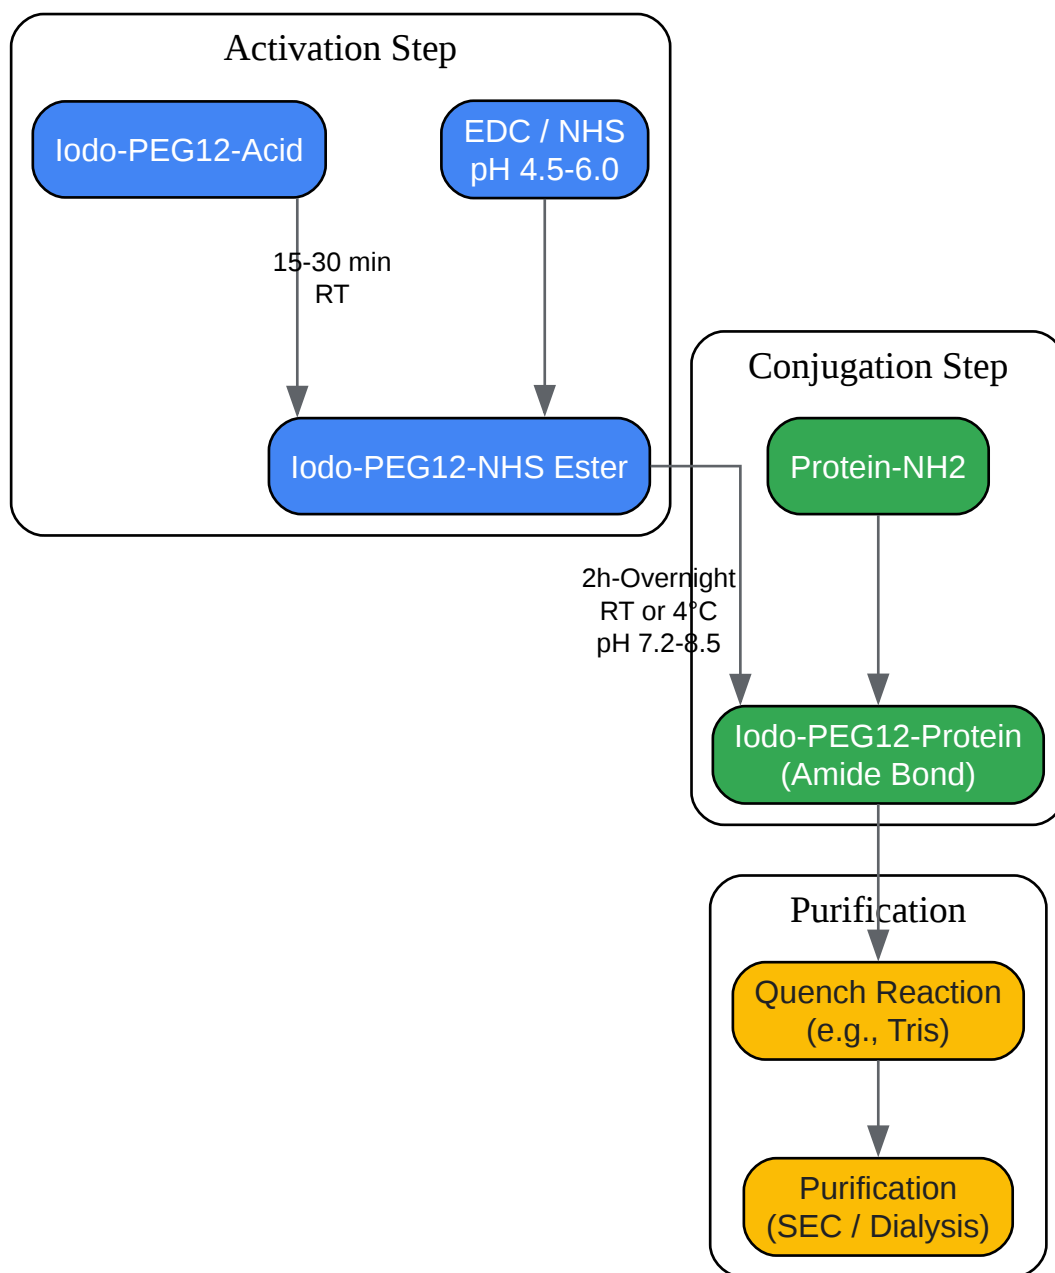 Activation Step
Iodo-PEG12-Acid
EDC / NHS
pH 4.5-6.0
15-30 min
RT
Iodo-PEG12-NHS Ester
Conjugation Step
Protein-NH2
2h-Overnight
RT or 4°C
pH 7.2-8.5
Iodo-PEG12-Protein
(Amide Bond)
Purification
Quench Reaction
(e.g., Tris)
Purification
(SEC / Dialysis)